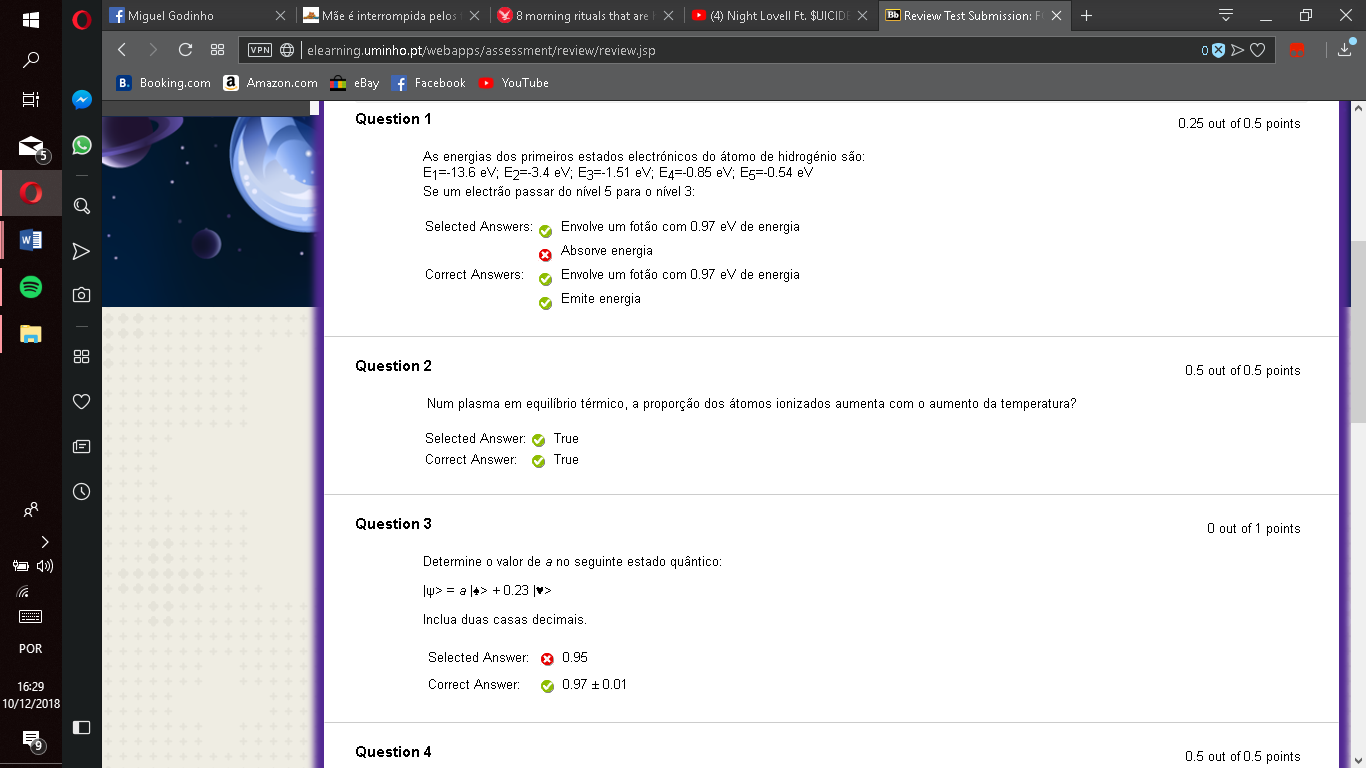 Miguel Godinho
Mãe é interrompida pelos
8 morning rituals that are
(4) Night Lovell Ft. $UICIDE
Bb Review Test Submission:
VPN elearning.uminho.pt/webapps/assessment/review/review.jsp 0
B. Booking.com a Amazon.com eBay Facebook YouTube
Question 1
0.25 out of 0.5 points
As energias dos primeiros estados electrónicos do átomo de hidrogénio são:
E1=-13.6 eV; E2=-3.4 eV; E3=-1.51 eV; E4=-0.85 eV; E5=-0.54 eV
Se um electrão passar do nível 5 para o nível 3:
Selected Answers: Envolve um fotão com 0.97 eV de energia
Absorve energia
Correct Answers: Envolve um fotão com 0.97 eV de energia
Emite energia
Question 2
0.5 out of 0.5 points
Num plasma em equilíbrio térmico, a proporção dos átomos ionizados aumenta com o aumento da temperatura?
Selected Answer: True
Correct Answer: True
Question 3
0 out of 1 points
Determine o valor de a no seguinte estado quântico:
|ψ> = a |♠> + 0.23 |♥>
Inclua duas casas decimais.
Selected Answer: 0.95
Correct Answer: 0.97 ± 0.01
Question 4
0.5 out of 0.5 points
5
W
POR
16:29
10/12/2018
9